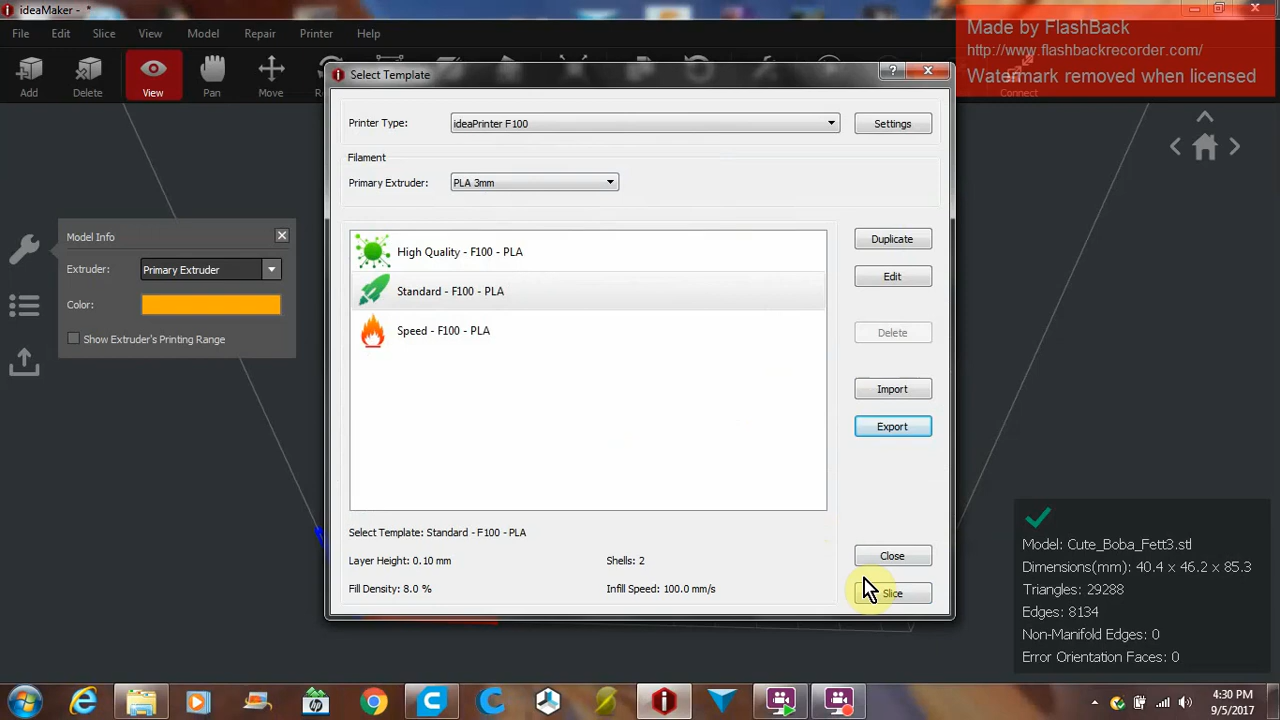 ideaMaker - *
Made by FlashBack
http://www.flashbackrecorder.com/
Watermark removed when licensed
File Edit Slice View Model Repair Printer Help
Add Delete View Pan Move Connect
Select Template
Printer Type: ideaPrinter F100 Settings
Filament
Primary Extruder: PLA 3mm
High Quality - F100 - PLA
Standard - F100 - PLA
Speed - F100 - PLA
Duplicate
Edit
Delete
Import
Export
Select Template: Standard - F100 - PLA
Layer Height: 0.10 mm Shells: 2
Fill Density: 8.0 % Infill Speed: 100.0 mm/s
Close
Slice
Model Info
Extruder: Primary Extruder
Color:
Show Extruder's Printing Range
Model: Cute_Boba_Fett3.stl
Dimensions(mm): 40.4 x 46.2 x 85.3
Triangles: 29288
Edges: 8134
Non-Manifold Edges: 0
Error Orientation Faces: 0
4:30 PM
9/5/2017